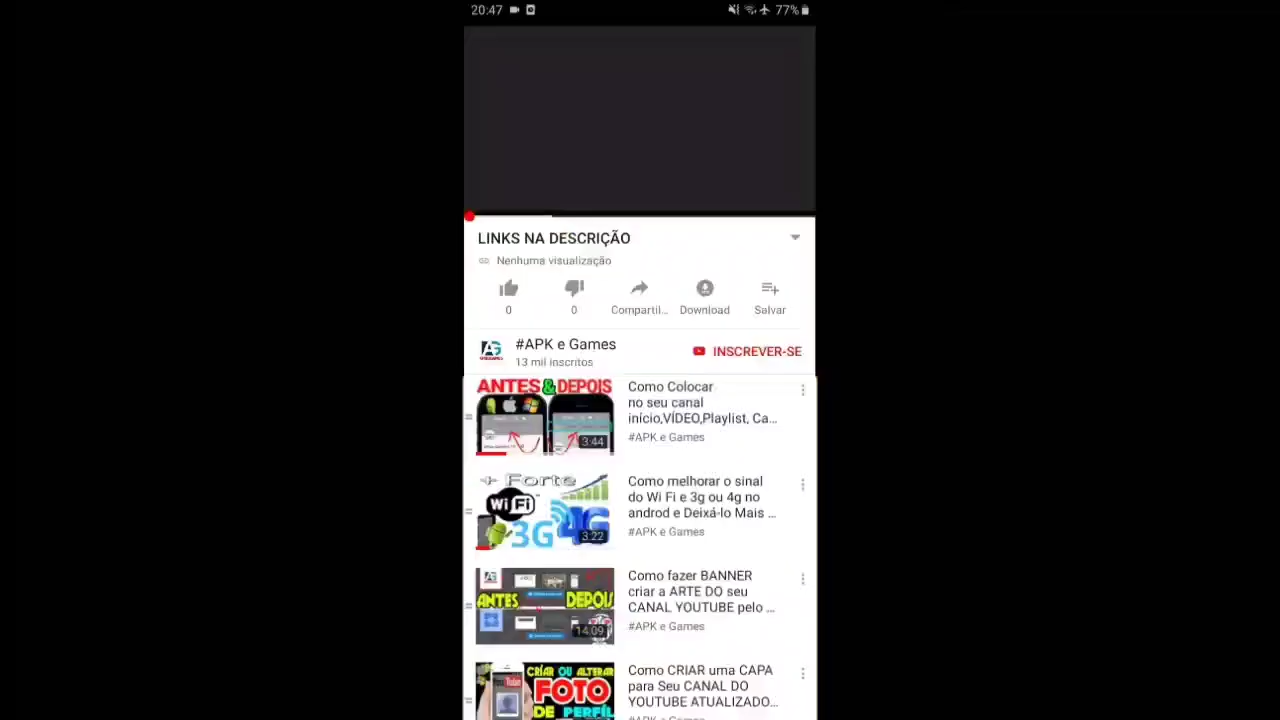 20:47
77%
LINKS NA DESCRIÇÃO
Nenhuma visualização
0
0
Compartil...
Download
Salvar
#APK e Games
13 mil inscritos
INSCREVER-SE
ANTES & DEPOIS
3:44
Como Colocar
no seu canal
início,VÍDEO,Playlist, Ca...
#APK e Games
+ Forte
Wi Fi
3G
4G
3:22
Como melhorar o sinal
do Wi Fi e 3g ou 4g no
androd e Deixá-lo Mais ...
#APK e Games
ANTES
DEPOIS
14:09
Como fazer BANNER
criar a ARTE DO seu
CANAL YOUTUBE pelo ...
#APK e Games
CRIAR OU ALTERAR
FOTO
DE PERFIL
Como CRIAR uma CAPA
para Seu CANAL DO
YOUTUBE ATUALIZADO...
#APK e Games